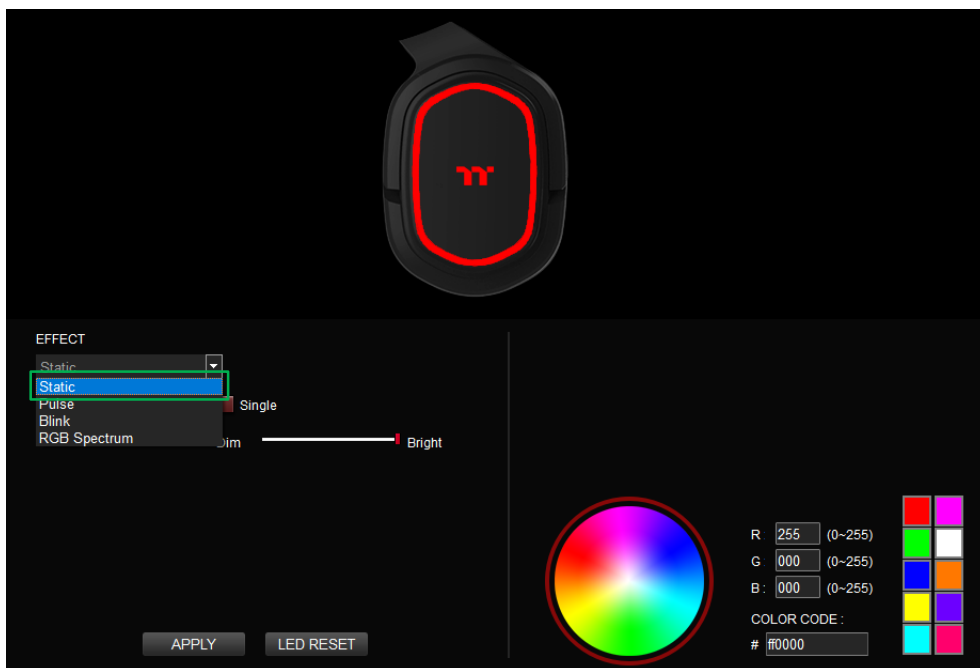 EFFECT
Static
Static
Pulse
Blink
RGB Spectrum
Single
Dim
Bright
APPLY
LED RESET
R : 255 (0~255)
G : 000 (0~255)
B : 000 (0~255)
COLOR CODE :
# ff0000